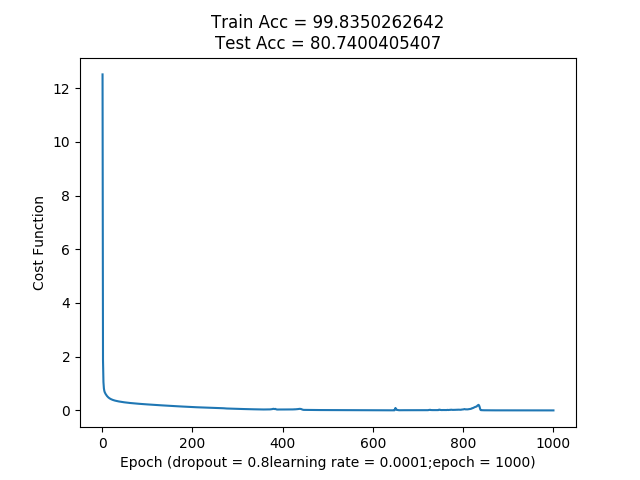 Train Acc = 99.8350262642
Test Acc = 80.7400405407
12
10
8
6
4
2
0
Cost Function
0 200 400 600 800 1000
Epoch (dropout = 0.8learning rate = 0.0001;epoch = 1000)